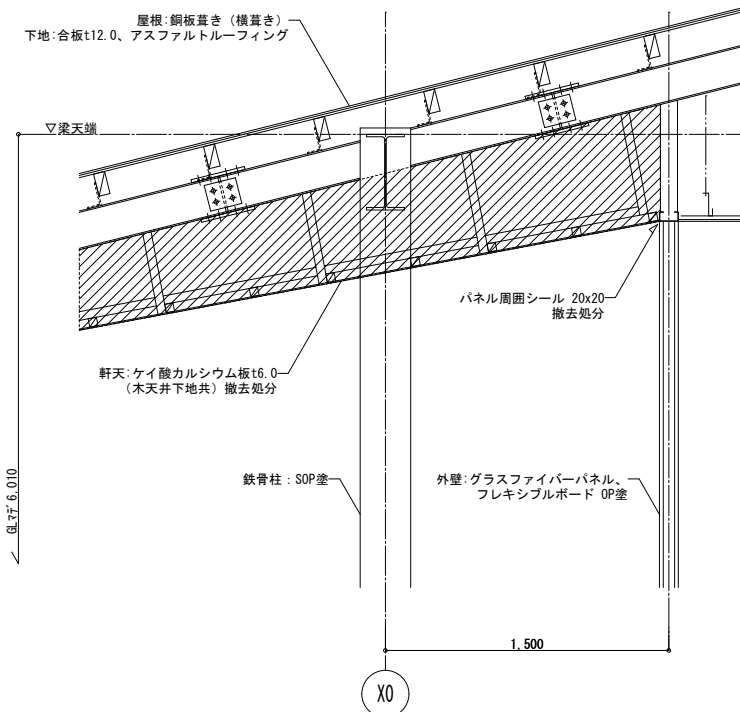 屋根:銅板葺き（横葺き）
下地:合板t12.0、アスファルトルーフィング
▽梁天端
パネル周囲シール 20x20
撤去処分
軒天:ケイ酸カルシウム板t6.0
（木天井下地共）撤去処分
鉄骨柱：SOP塗
外壁:グラスファイバーパネル、
フレキシブルボード OP塗
GLﾏﾃﾞ6,010
1,500
X0